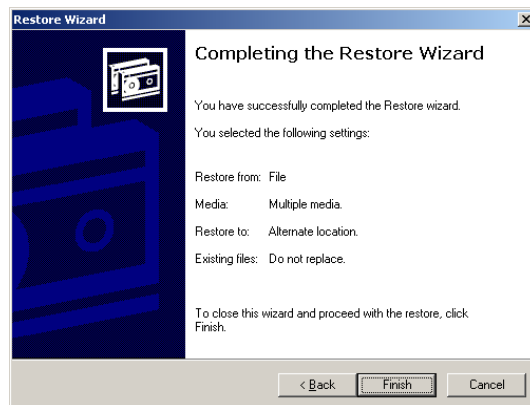 Restore Wizard
Completing the Restore Wizard
You have successfully completed the Restore wizard.
You selected the following settings:
Restore from: File
Media: Multiple media.
Restore to: Alternate location.
Existing files: Do not replace.
To close this wizard and proceed with the restore, click
Finish.
< Back Finish Cancel